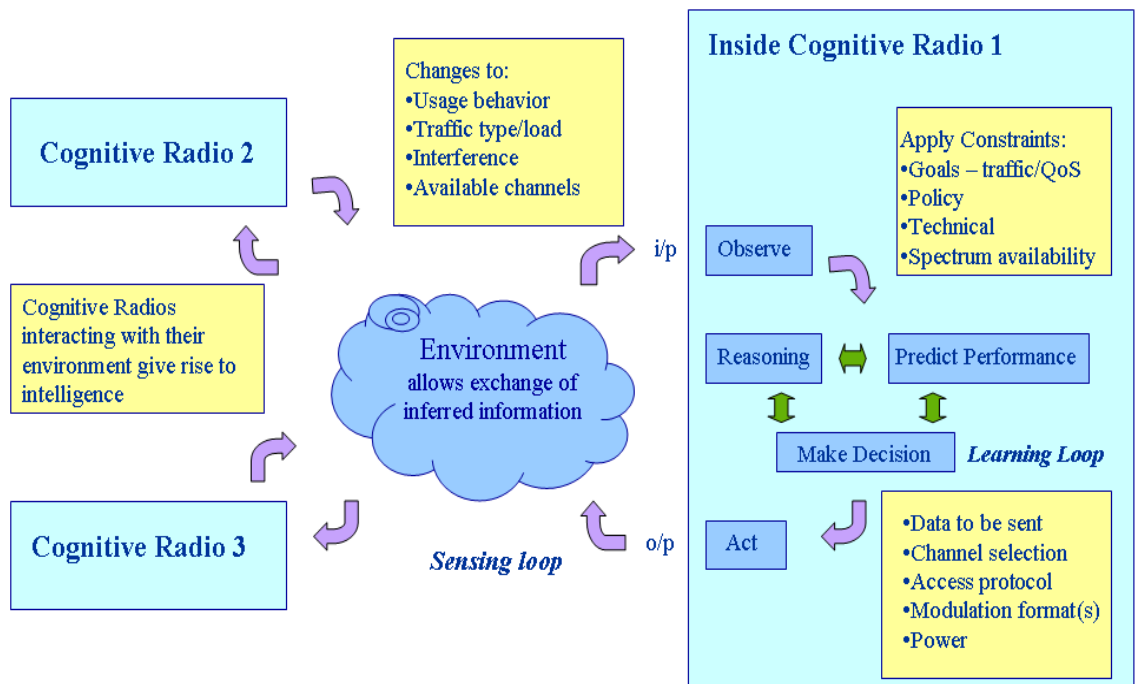 Cognitive Radio 2
Changes to:
•Usage behavior
•Traffic type/load
•Interference
•Available channels
Cognitive Radios
interacting with their
environment give rise to
intelligence
Environment
allows exchange of
inferred information
Cognitive Radio 3
Sensing loop
i/p
o/p
Inside Cognitive Radio 1
Apply Constraints:
•Goals – traffic/QoS
•Policy
•Technical
•Spectrum availability
Observe
Reasoning
Predict Performance
Make Decision
Learning Loop
Act
•Data to be sent
•Channel selection
•Access protocol
•Modulation format(s)
•Power